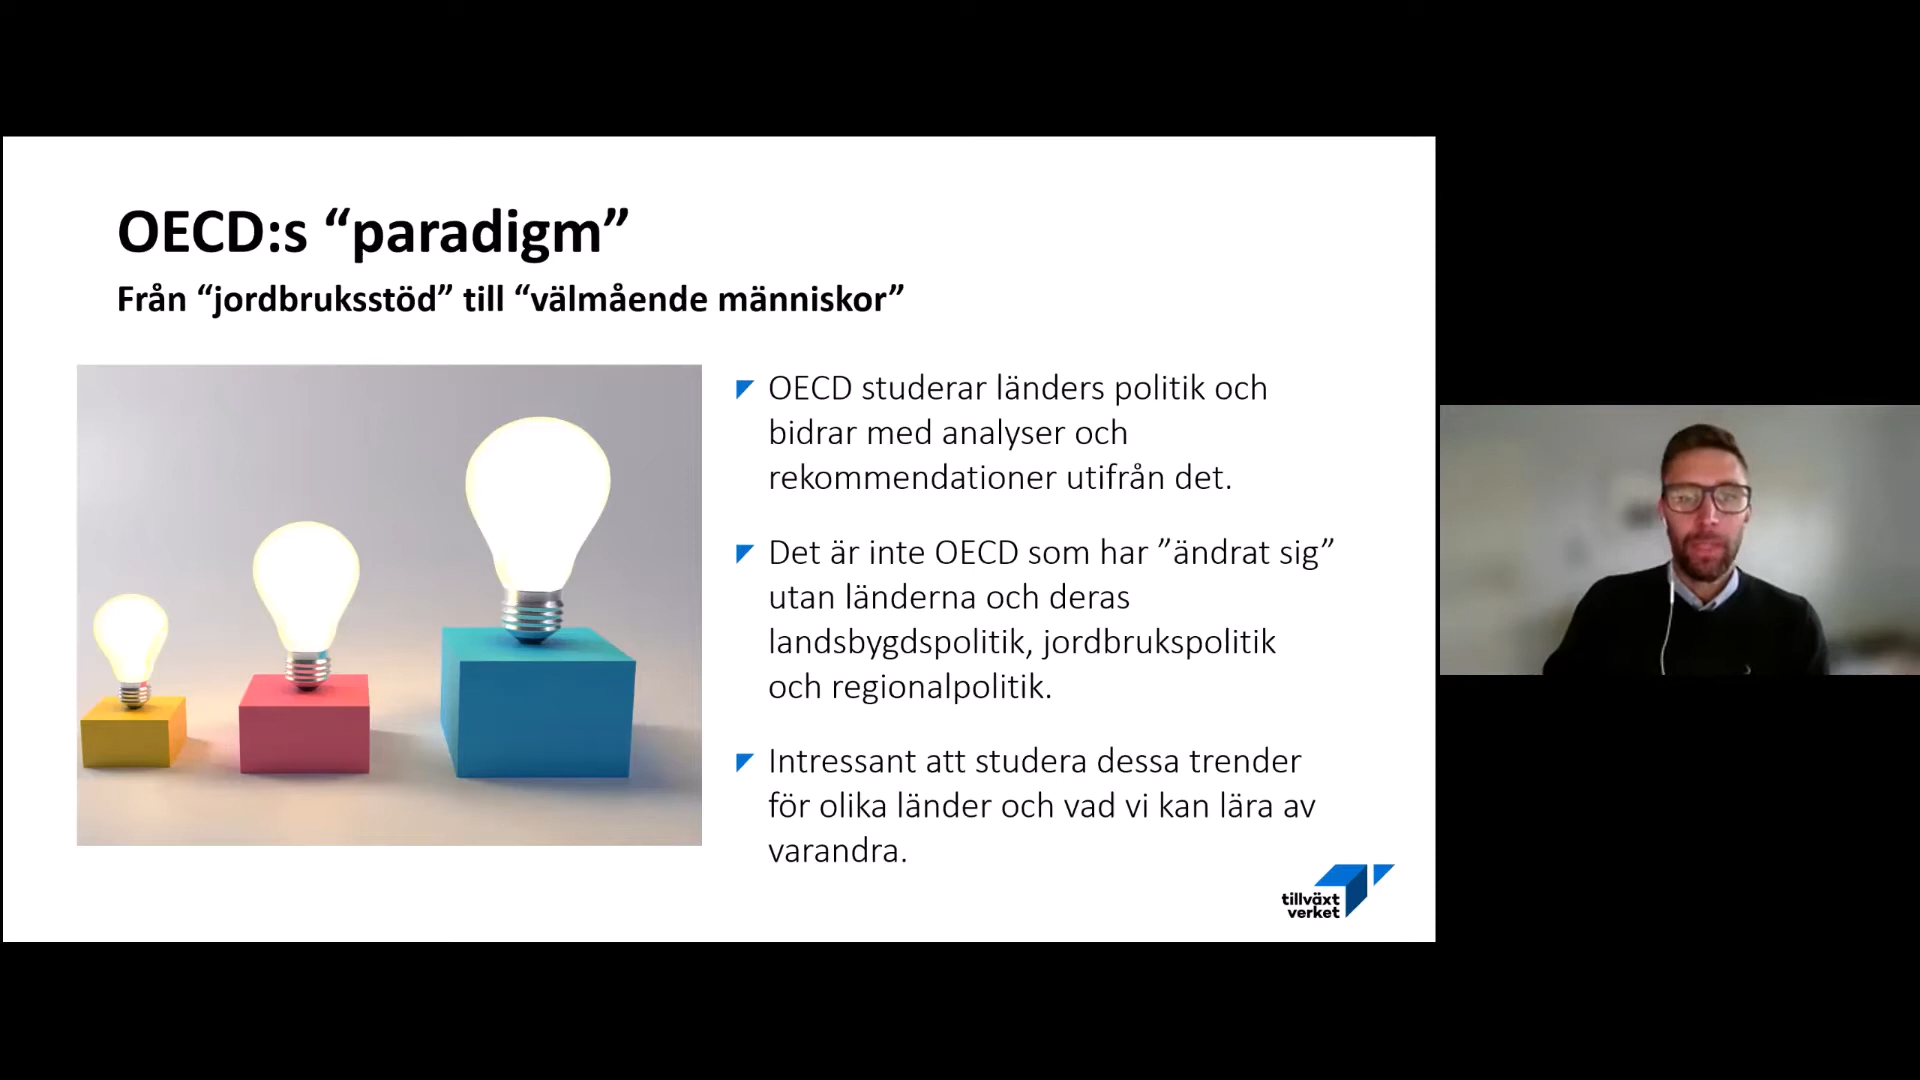 OECD:s “paradigm”
Från “jordbruksstöd” till “välmående människor”
OECD studerar länders politik och
bidrar med analyser och
rekommendationer utifrån det.
Det är inte OECD som har ”ändrat sig”
utan länderna och deras
landsbygdspolitik, jordbrukspolitik
och regionalpolitik.
Intressant att studera dessa trender
för olika länder och vad vi kan lära av
varandra.
tillväxt
verket